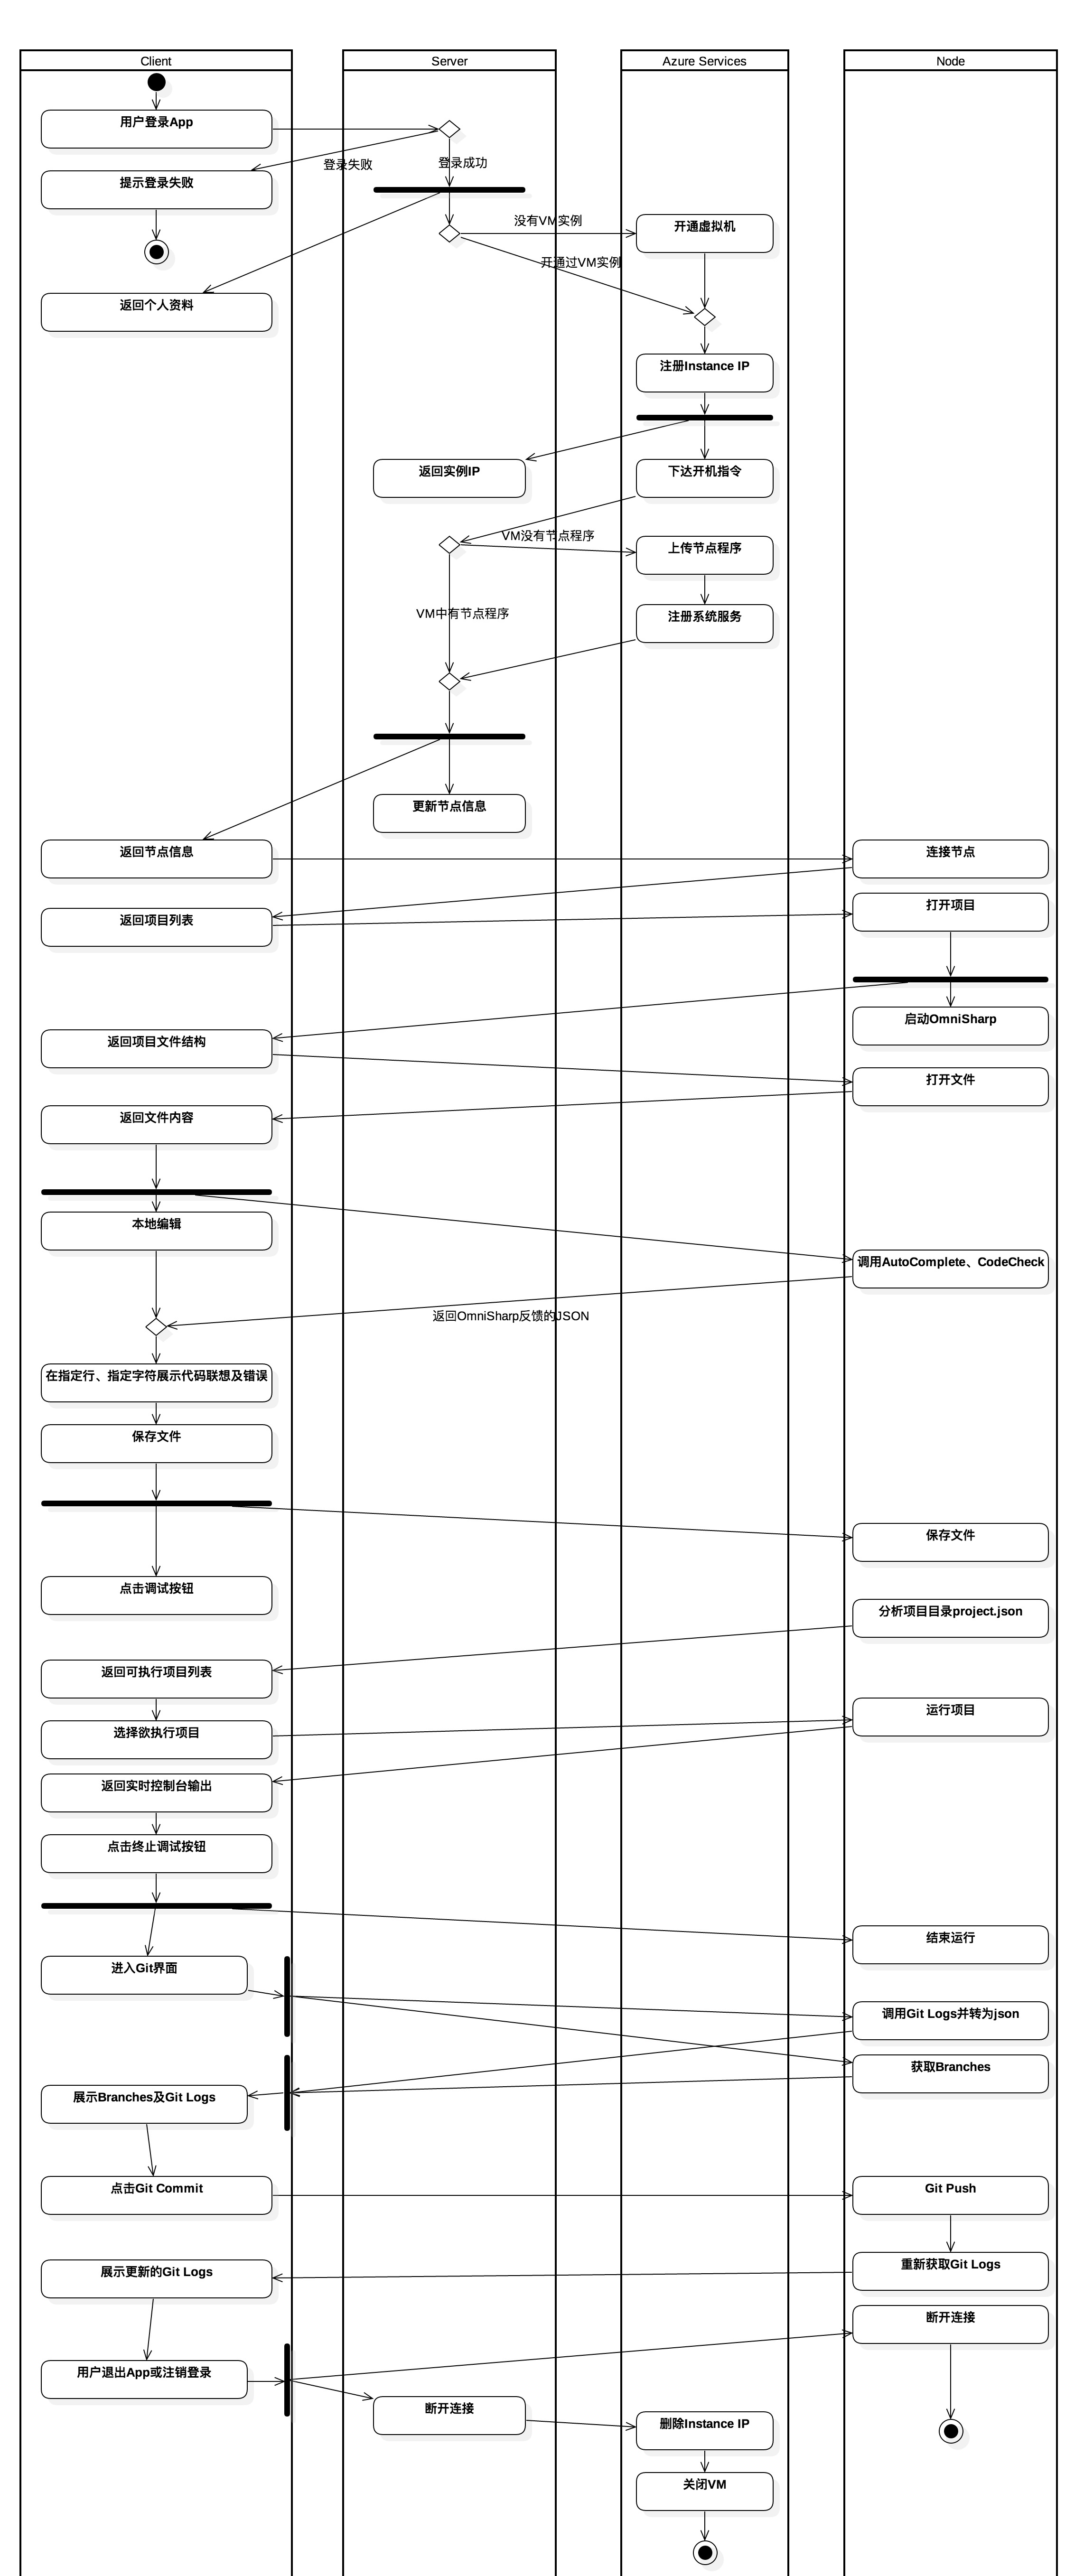 Client
Server
Azure Services
Node
用户登录App
登录失败
登录成功
提示登录失败
没有VM实例
开通虚拟机
开通过VM实例
返回个人资料
注册Instance IP
返回实例IP
下达开机指令
VM没有节点程序
上传节点程序
VM中有节点程序
注册系统服务
更新节点信息
返回节点信息
连接节点
返回项目列表
打开项目
启动OmniSharp
返回项目文件结构
打开文件
返回文件内容
本地编辑
调用AutoComplete、CodeCheck
返回OmniSharp反馈的JSON
在指定行、指定字符展示代码联想及错误
保存文件
保存文件
点击调试按钮
分析项目目录project.json
返回可执行项目列表
运行项目
选择欲执行项目
返回实时控制台输出
点击终止调试按钮
结束运行
进入Git界面
调用Git Logs并转为json
获取Branches
展示Branches及Git Logs
点击Git Commit
Git Push
重新获取Git Logs
展示更新的Git Logs
断开连接
用户退出App或注销登录
断开连接
删除Instance IP
关闭VM